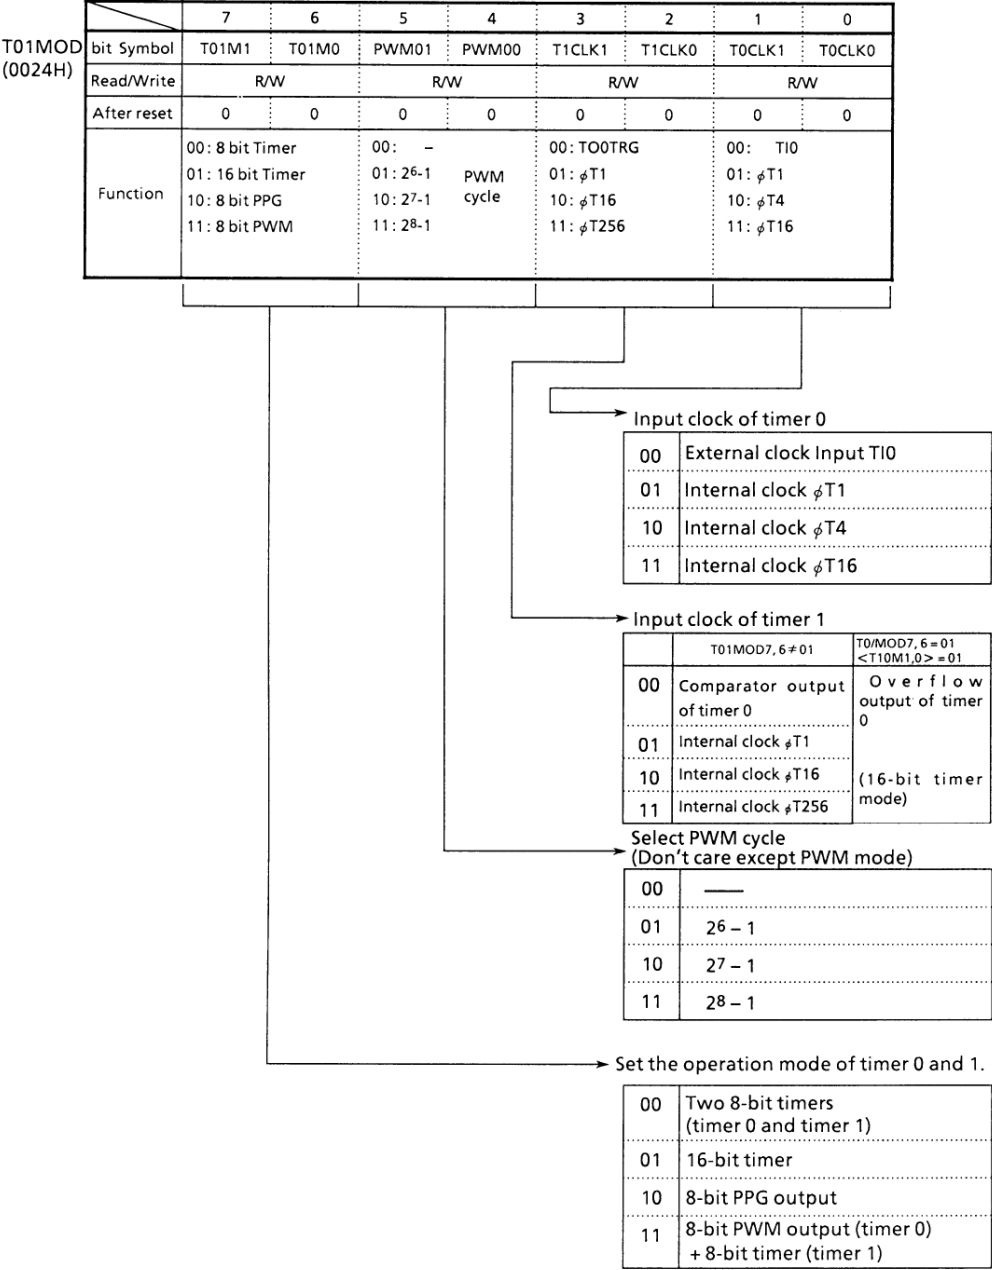 7 6 5 4 3 2 1 0
T01MOD (0024H) bit Symbol T01M1 T01M0 PWM01 PWM00 T1CLK1 T1CLK0 T0CLK1 T0CLK0
Read/Write R/W R/W R/W R/W
After reset 0 0 0 0 0 0 0 0
Function
00: 8 bit Timer 00: – 00: TO0TRG 00: TI0
01: 16 bit Timer 01: 2⁶-1 PWM cycle 01: ϕT1 01: ϕT1
10: 8 bit PPG 10: 2⁷-1 10: ϕT16 10: ϕT4
11: 8 bit PWM 11: 2⁸-1 11: ϕT256 11: ϕT16
Input clock of timer 0
00 External clock Input TI0
01 Internal clock ϕT1
10 Internal clock ϕT4
11 Internal clock ϕT16
Input clock of timer 1
T01MOD7, 6 ≠ 01 T0/MOD7, 6 = 01
<T10M1,0> = 01
00 Comparator output of timer 0 Overflow output of timer 0
01 Internal clock ϕT1
10 Internal clock ϕT16 (16-bit timer mode)
11 Internal clock ϕT256
Select PWM cycle
(Don't care except PWM mode)
00 —
01 2⁶ – 1
10 2⁷ – 1
11 2⁸ – 1
Set the operation mode of timer 0 and 1.
00 Two 8-bit timers
(timer 0 and timer 1)
01 16-bit timer
10 8-bit PPG output
11 8-bit PWM output (timer 0)
+ 8-bit timer (timer 1)